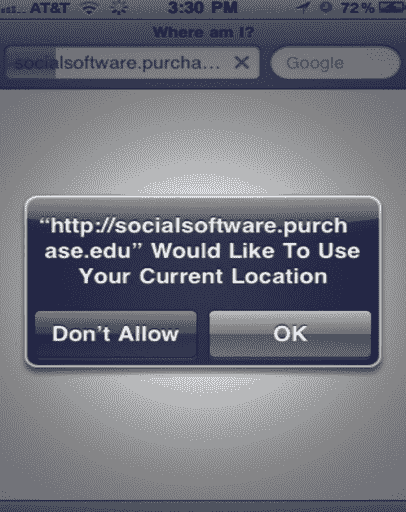 AT&T 3:30 PM 72%
Where am I?
socialsoftware.purcha... Google
“http://socialsoftware.purch
ase.edu” Would Like To Use
Your Current Location
Don’t Allow OK